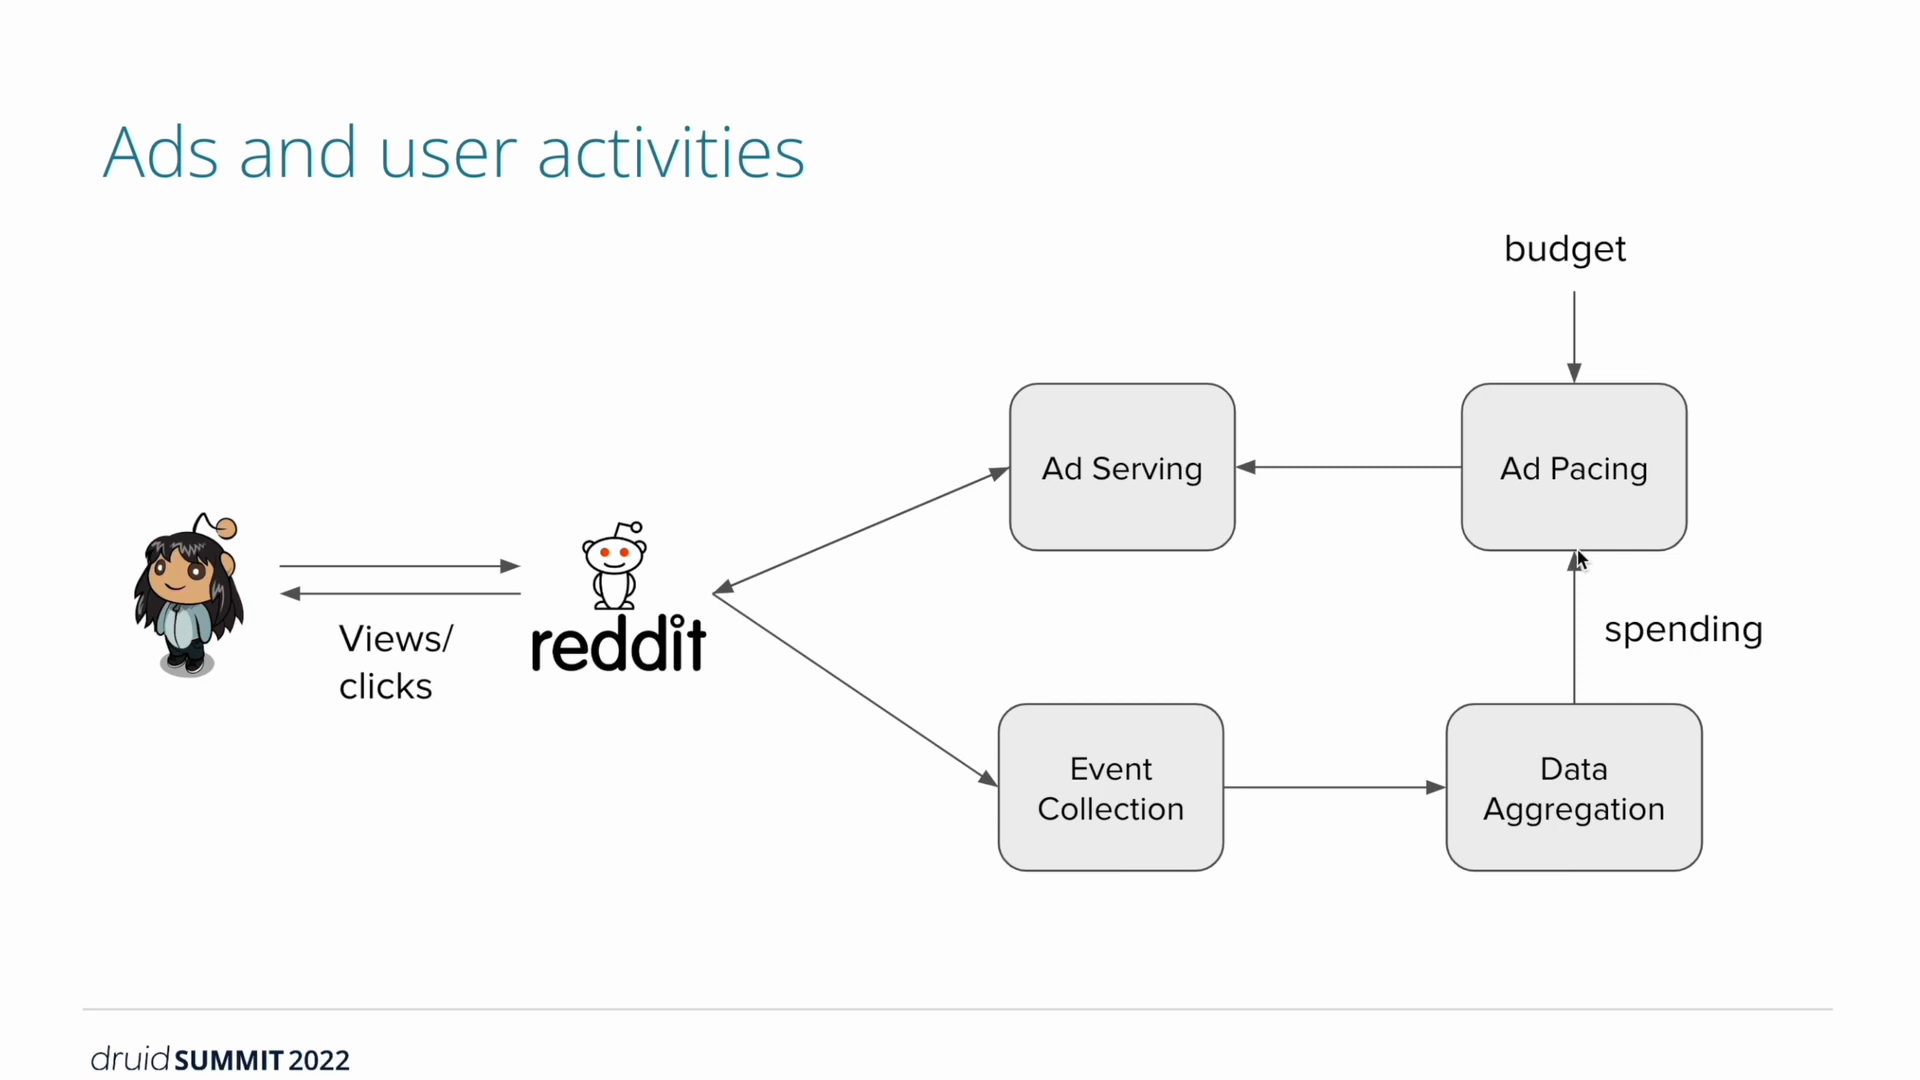 Ads and user activities
budget
Ad Serving
Ad Pacing
Views/
clicks
reddit
spending
Event
Collection
Data
Aggregation
druid SUMMIT 2022